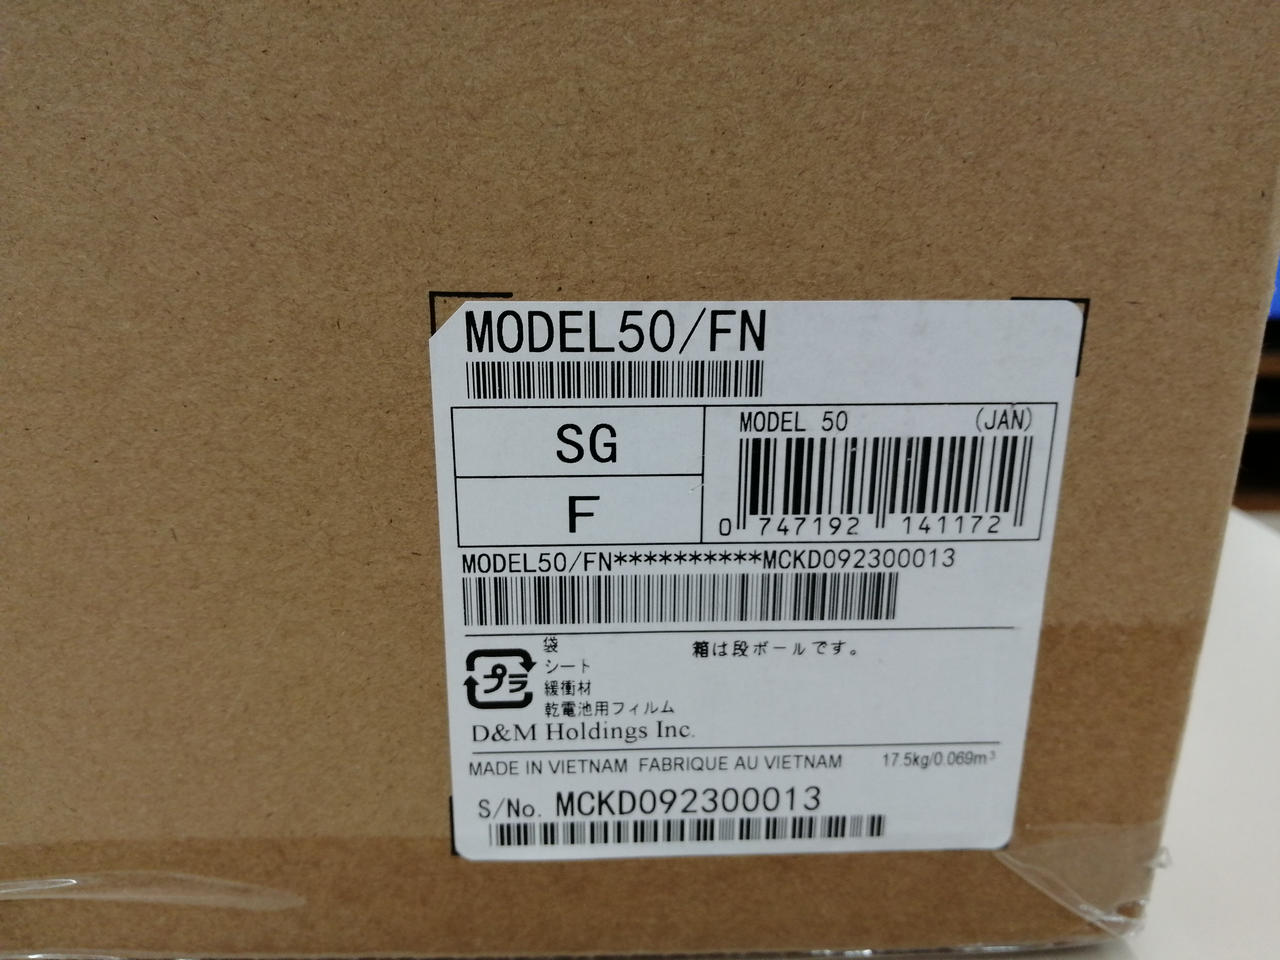 MODEL50/FN
SG
F
MODEL 50 (JAN)
0 747192 141172
MODEL50/FN**********MCKD092300013
プラ
袋
シート
緩衝材
乾電池用フィルム
箱は段ボールです。
D&M Holdings Inc.
MADE IN VIETNAM FABRIQUE AU VIETNAM 17.5kg/0.069m³
S/No. MCKD092300013